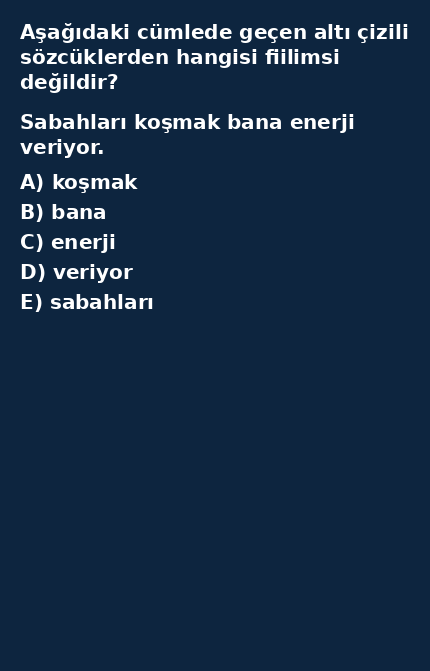 Aşağıdaki cümlede geçen altı çizili
sözcüklerden hangisi fiilimsi
değildir?
Sabahları koşmak bana enerji
veriyor.
A) koşmak
B) bana
C) enerji
D) veriyor
E) sabahları